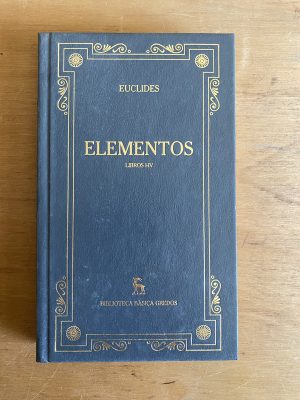 EUCLIDES
ELEMENTOS
LIBROS I-IV
BIBLIOTECA BÁSICA GREDOS